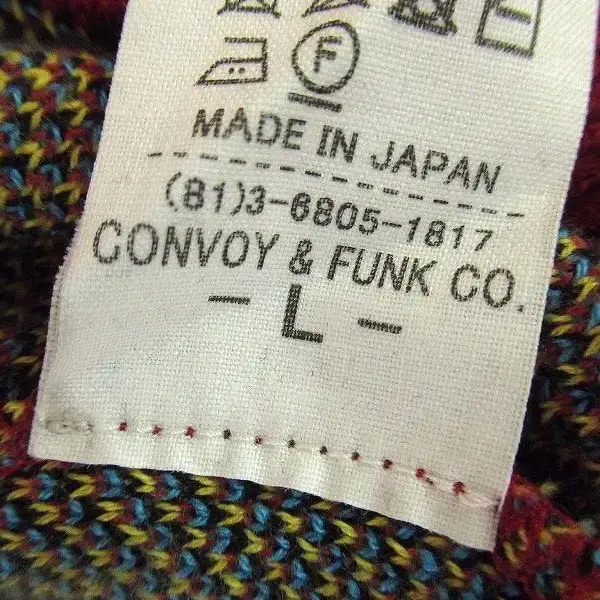 F
MADE IN JAPAN
(81)3-6805-1817
CONVOY & FUNK CO.
- L -